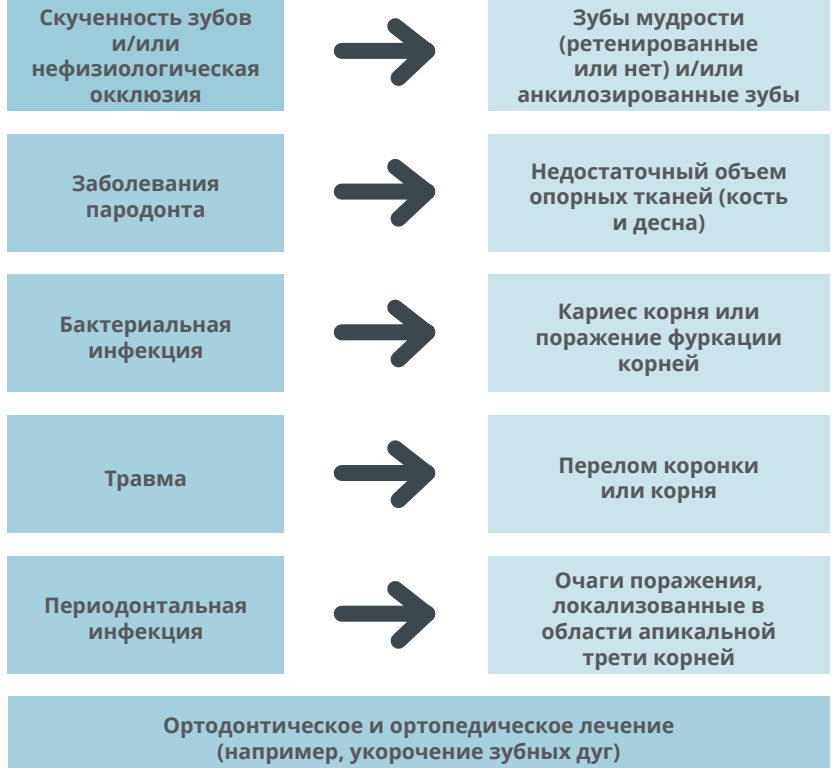 Скученность зубов
и/или
нефизиологическая
окклюзия
Зубы мудрости
(ретенированные
или нет) и/или
анкилозированные зубы
Заболевания
пародонта
Недостаточный объем
опорных тканей (кость
и десна)
Бактериальная
инфекция
Кариес корня или
поражение фуркации
корней
Травма
Перелом коронки
или корня
Периодонтальная
инфекция
Очаги поражения,
локализованные в
области апикальной
трети корней
Ортодонтическое и ортопедическое лечение
(например, укорочение зубных дуг)